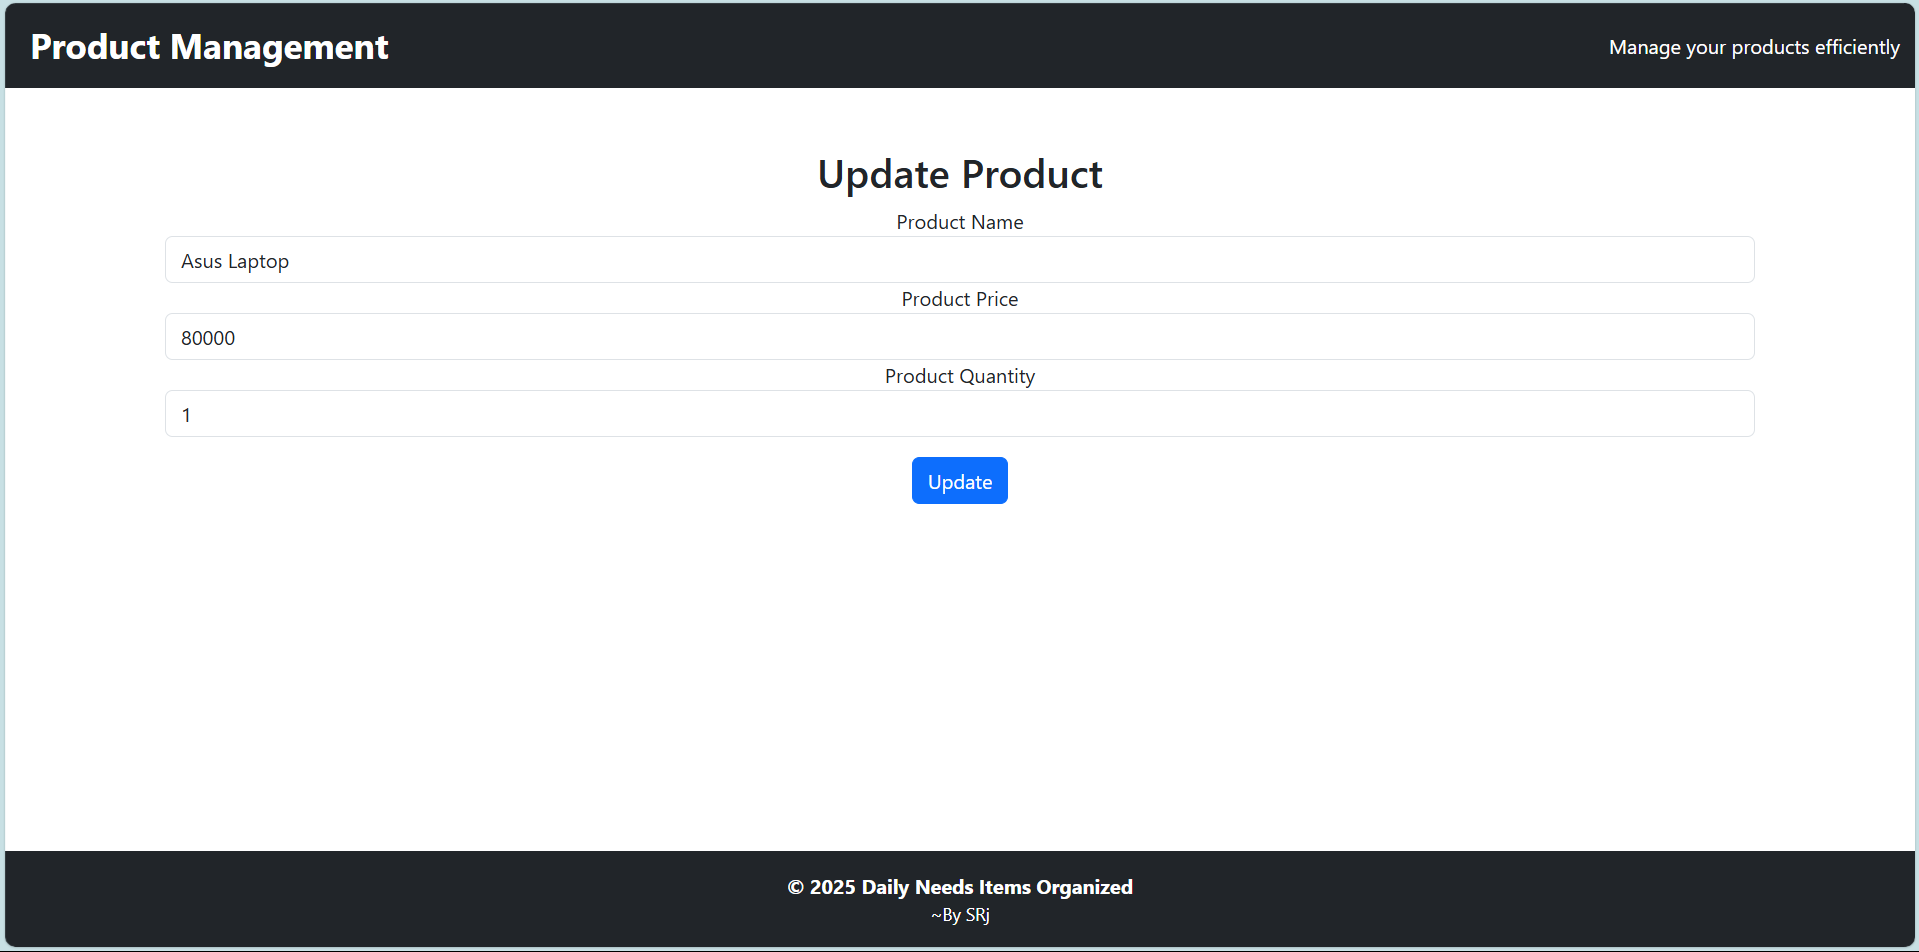 Product Management
Manage your products efficiently
Update Product
Product Name
Asus Laptop
Product Price
80000
Product Quantity
1
Update
© 2025 Daily Needs Items Organized
~By SRj